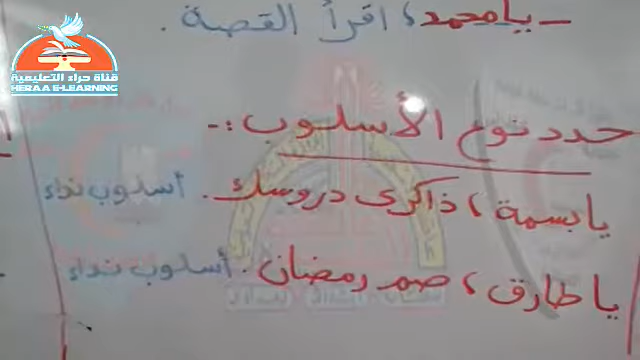 - يا محمد، اقرأ القصة.
قناة حراء التعليمية
HERAA E-LEARNING
حدد نوع الأسلوب :-
يا بسمة، ذاكرى دروسك. أسلوب نداء
يا طارق، صم رمضان. أسلوب نداء